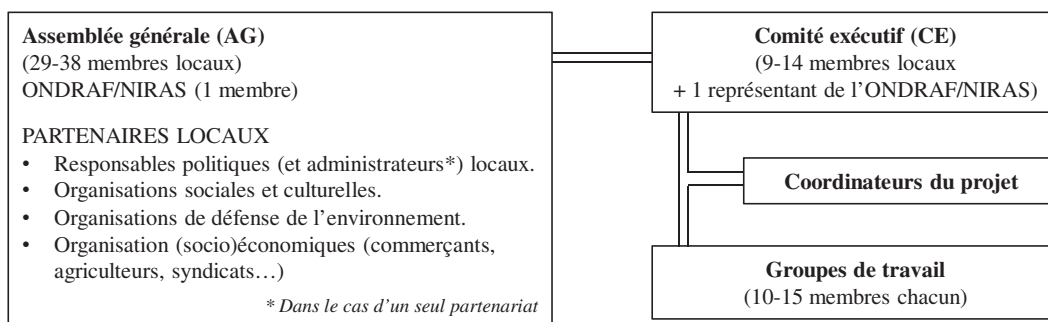 Assemblée générale (AG)
(29-38 membres locaux)
ONDRAF/NIRAS (1 membre)
PARTENAIRES LOCAUX
• Responsables politiques (et administrateurs*) locaux.
• Organisations sociales et culturelles.
• Organisations de défense de l’environnement.
• Organisation (socio)économiques (commerçants,
agriculteurs, syndicats…)
* Dans le cas d’un seul partenariat
Comité exécutif (CE)
(9-14 membres locaux
+ 1 représentant de l’ONDRAF/NIRAS)
Coordinateurs du projet
Groupes de travail
(10-15 membres chacun)